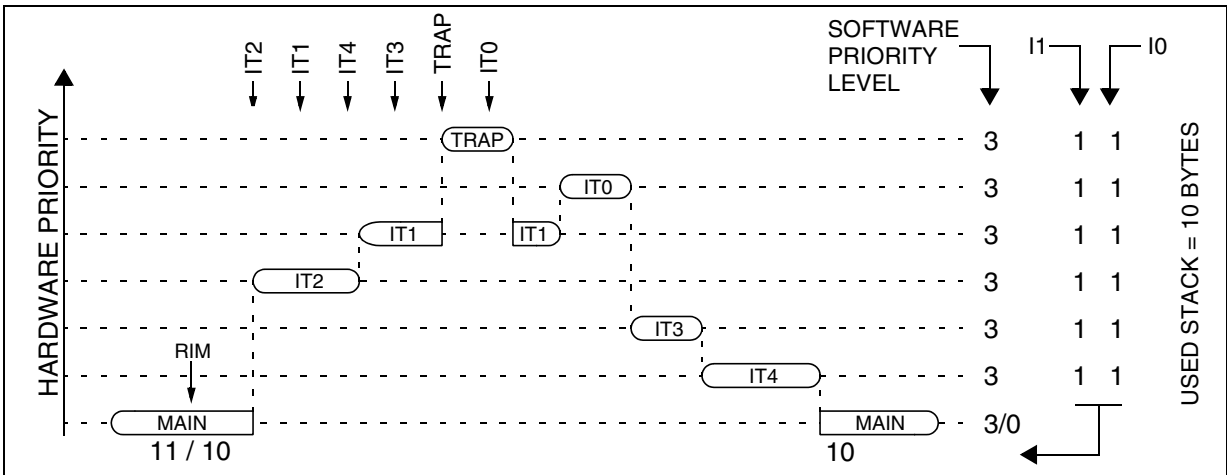 SOFTWARE
PRIORITY
LEVEL
I1
I0
IT2
IT1
IT4
IT3
TRAP
IT0
HARDWARE PRIORITY
TRAP
3
1 1
IT0
3
1 1
IT1
IT1
3
1 1
IT2
3
1 1
IT3
3
1 1
RIM
IT4
3
1 1
MAIN
MAIN
3/0
11 / 10
10
USED STACK = 10 BYTES